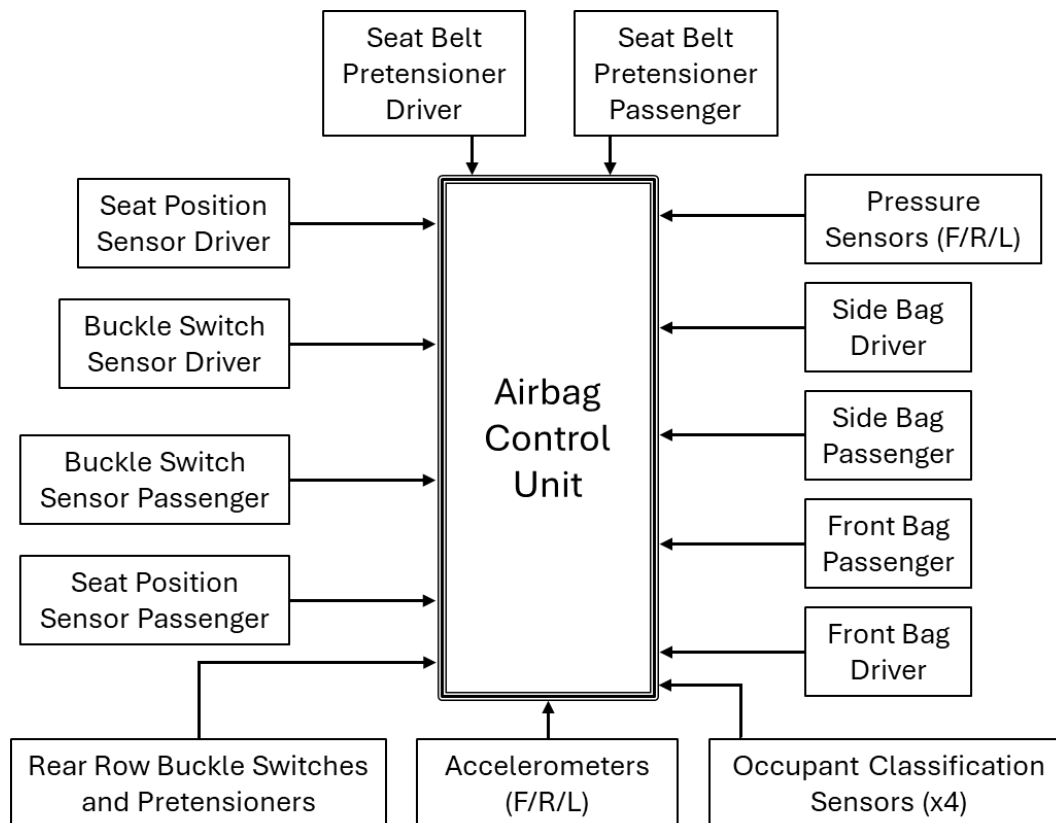 Seat Belt
Pretensioner
Driver
Seat Belt
Pretensioner
Passenger
Seat Position
Sensor Driver
Buckle Switch
Sensor Driver
Buckle Switch
Sensor Passenger
Seat Position
Sensor Passenger
Rear Row Buckle Switches
and Pretensioners
Airbag
Control
Unit
Accelerometers
(F/R/L)
Pressure
Sensors (F/R/L)
Side Bag
Driver
Side Bag
Passenger
Front Bag
Passenger
Front Bag
Driver
Occupant Classification
Sensors (x4)